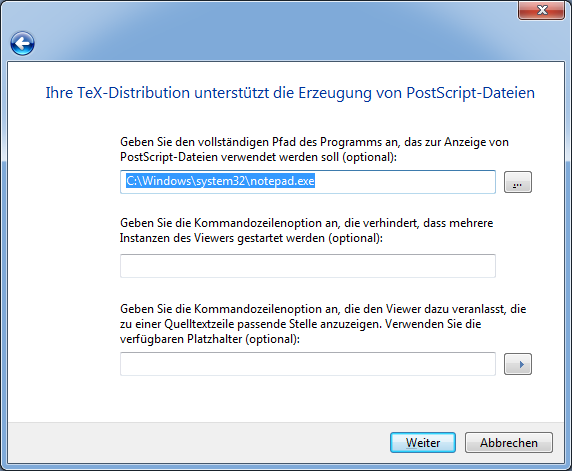 Ihre TeX-Distribution unterstützt die Erzeugung von PostScript-Dateien
Geben Sie den vollständigen Pfad des Programms an, das zur Anzeige von
PostScript-Dateien verwendet werden soll (optional):
C:\Windows\system32\notepad.exe
...
Geben Sie die Kommandozeilenoption an, die verhindert, dass mehrere
Instanzen des Viewers gestartet werden (optional):
Geben Sie die Kommandozeilenoption an, die den Viewer dazu veranlasst, die
zu einer Quelltextzeile passende Stelle anzuzeigen. Verwenden Sie die
verfügbaren Platzhalter (optional):
Weiter
Abbrechen